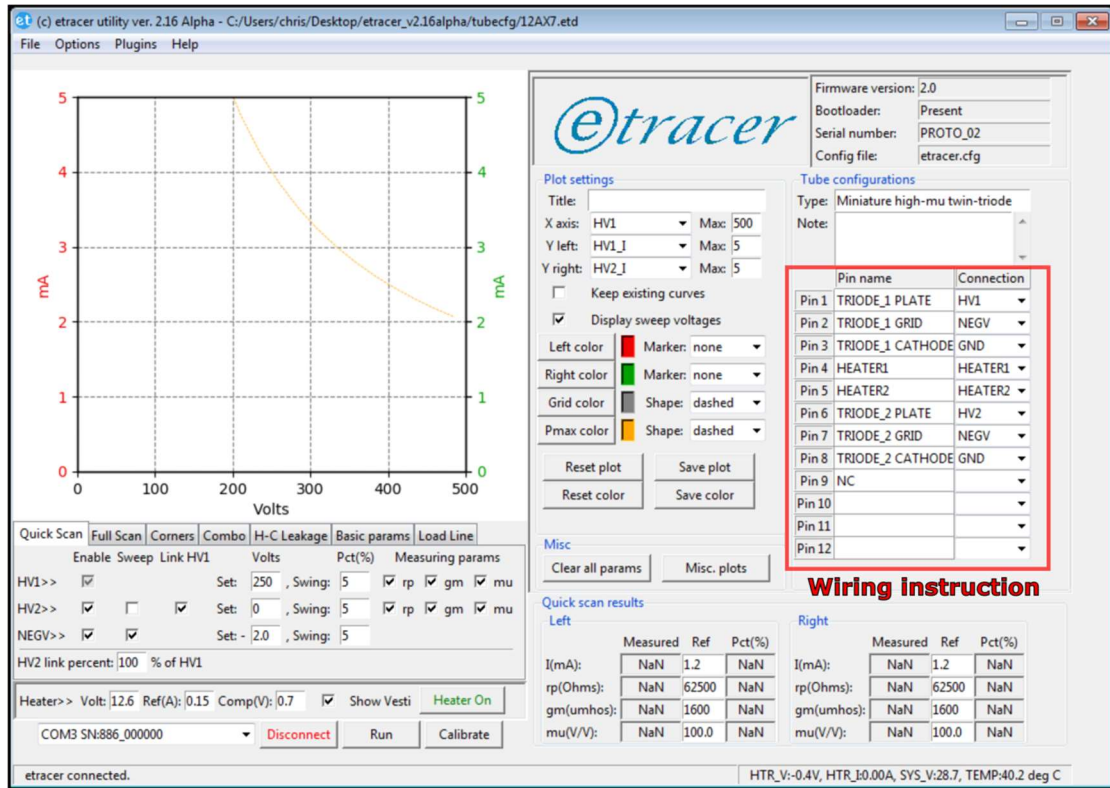 (c) etracer utility ver. 2.16 Alpha - C:/Users/chris/Desktop/etracer_v2.16alpha/tubecfg/12AX7.etd
File Options Plugins Help
5 5
4 4
3 3
mA mA
2 2
1 1
0 0
0 100 200 300 400 500
Volts
Quick Scan Full Scan Corners Combo H-C Leakage Basic params Load Line
Enable Sweep Link HV1 Volts Pct(%) Measuring params
HV1>> Set: 250 , Swing: 5 rp gm mu
HV2>> Set: 0 , Swing: 5 rp gm mu
NEGV>> Set: - 2.0 , Swing: 5
HV2 link percent: 100 % of HV1
Heater>> Volt: 12.6 Ref(A): 0.15 Comp(V): 0.7 Show Vesti Heater On
COM3 SN:886_000000 Disconnect Run Calibrate
etracer
Firmware version: 2.0
Bootloader: Present
Serial number: PROTO_02
Config file: etracer.cfg
Plot settings
Title:
X axis: HV1 Max: 500
Y left: HV1_I Max: 5
Y right: HV2_I Max: 5
Keep existing curves
Display sweep voltages
Left color Marker: none
Right color Marker: none
Grid color Shape: dashed
Pmax color Shape: dashed
Reset plot Save plot
Reset color Save color
Misc
Clear all params Misc. plots
Tube configurations
Type: Miniature high-mu twin-triode
Note:
Pin name Connection
Pin 1 TRIODE_1 PLATE HV1
Pin 2 TRIODE_1 GRID NEGV
Pin 3 TRIODE_1 CATHODE GND
Pin 4 HEATER1 HEATER1
Pin 5 HEATER2 HEATER2
Pin 6 TRIODE_2 PLATE HV2
Pin 7 TRIODE_2 GRID NEGV
Pin 8 TRIODE_2 CATHODE GND
Pin 9 NC
Pin 10
Pin 11
Pin 12
Wiring instruction
Quick scan results
Left
Measured Ref Pct(%)
I(mA): NaN 1.2 NaN
rp(Ohms): NaN 62500 NaN
gm(umhos): NaN 1600 NaN
mu(V/V): NaN 100.0 NaN
Right
Measured Ref Pct(%)
I(mA): NaN 1.2 NaN
rp(Ohms): NaN 62500 NaN
gm(umhos): NaN 1600 NaN
mu(V/V): NaN 100.0 NaN
etracer connected. HTR_V:-0.4V, HTR_I:0.00A, SYS_V:28.7, TEMP:40.2 deg C